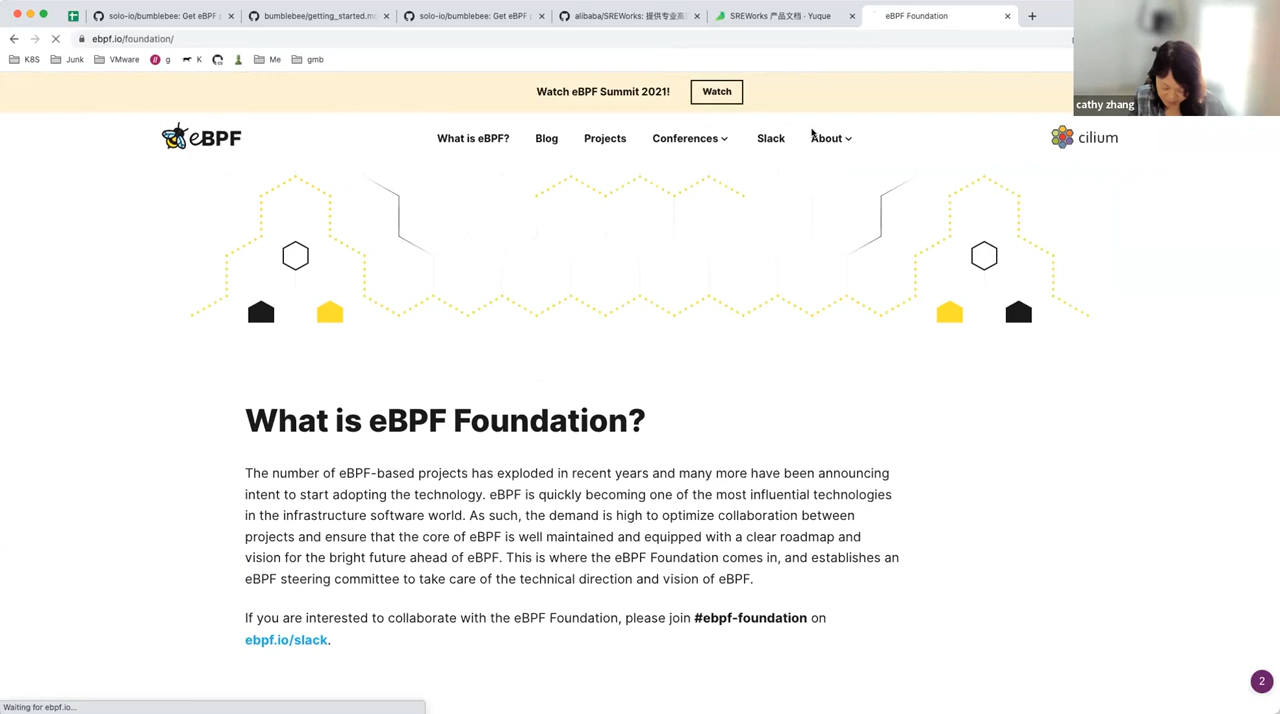 solo-io/bumblebee: Get eBPF
bumblebee/getting_started.m
solo-io/bumblebee: Get eBPF
alibaba/SREWorks: 提供专业高
SREWorks 产品文档 · Yuque
eBPF Foundation
ebpf.io/foundation/
K8S
Junk
VMware
g
K
Me
gmb
cathy zhang
Watch eBPF Summit 2021!
Watch
eBPF
What is eBPF?
Blog
Projects
Conferences
Slack
About
cilium
What is eBPF Foundation?
The number of eBPF-based projects has exploded in recent years and many more have been announcing
intent to start adopting the technology. eBPF is quickly becoming one of the most influential technologies
in the infrastructure software world. As such, the demand is high to optimize collaboration between
projects and ensure that the core of eBPF is well maintained and equipped with a clear roadmap and
vision for the bright future ahead of eBPF. This is where the eBPF Foundation comes in, and establishes an
eBPF steering committee to take care of the technical direction and vision of eBPF.
If you are interested to collaborate with the eBPF Foundation, please join #ebpf-foundation on
ebpf.io/slack.
2
Waiting for ebpf.io...